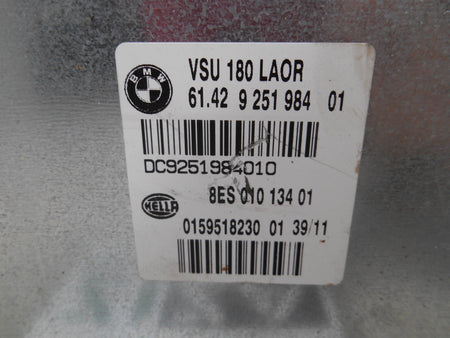 BMW
VSU 180 LAOR
61.42 9 251 984 01
DC9251984010
8ES 010 134 01
HELLA
0159518230 01 39/11